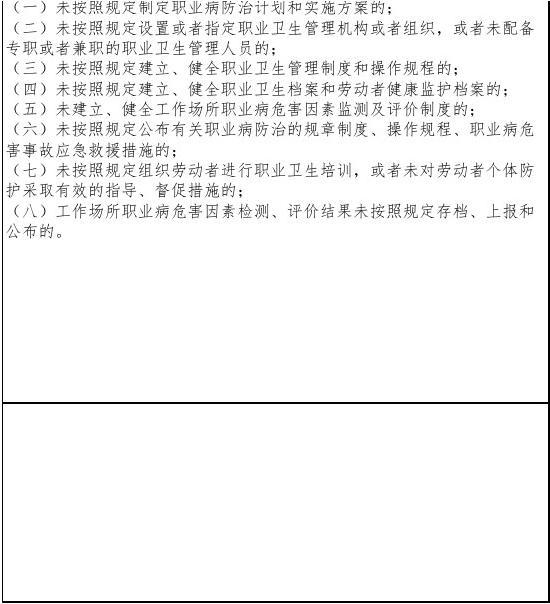 （一）未按照规定制定职业病防治计划和实施方案的；
（二）未按照规定设置或者指定职业卫生管理机构或者组织，或者未配备
专职或者兼职的职业卫生管理人员的；
（三）未按照规定建立、健全职业卫生管理制度和操作规程的；
（四）未按照规定建立、健全职业卫生档案和劳动者健康监护档案的；
（五）未建立、健全工作场所职业病危害因素监测及评价制度的；
（六）未按照规定公布有关职业病防治的规章制度、操作规程、职业病危
害事故应急救援措施的；
（七）未按照规定组织劳动者进行职业卫生培训，或者未对劳动者个体防
护采取有效的指导、督促措施的；
（八）工作场所职业病危害因素检测、评价结果未按照规定存档、上报和
公布的。